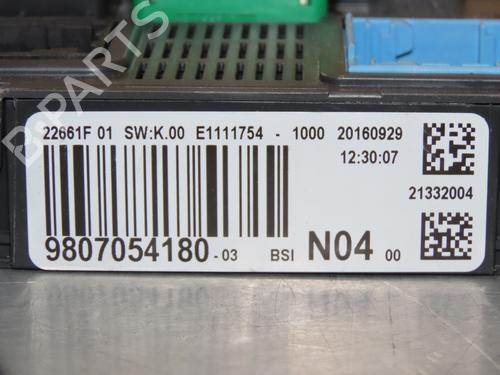 22661F 01 SW:K.00 E1111754 - 1000 20160929
12:30:07
21332004
9807054180 - 03 BSI N04 00
B-PARTS